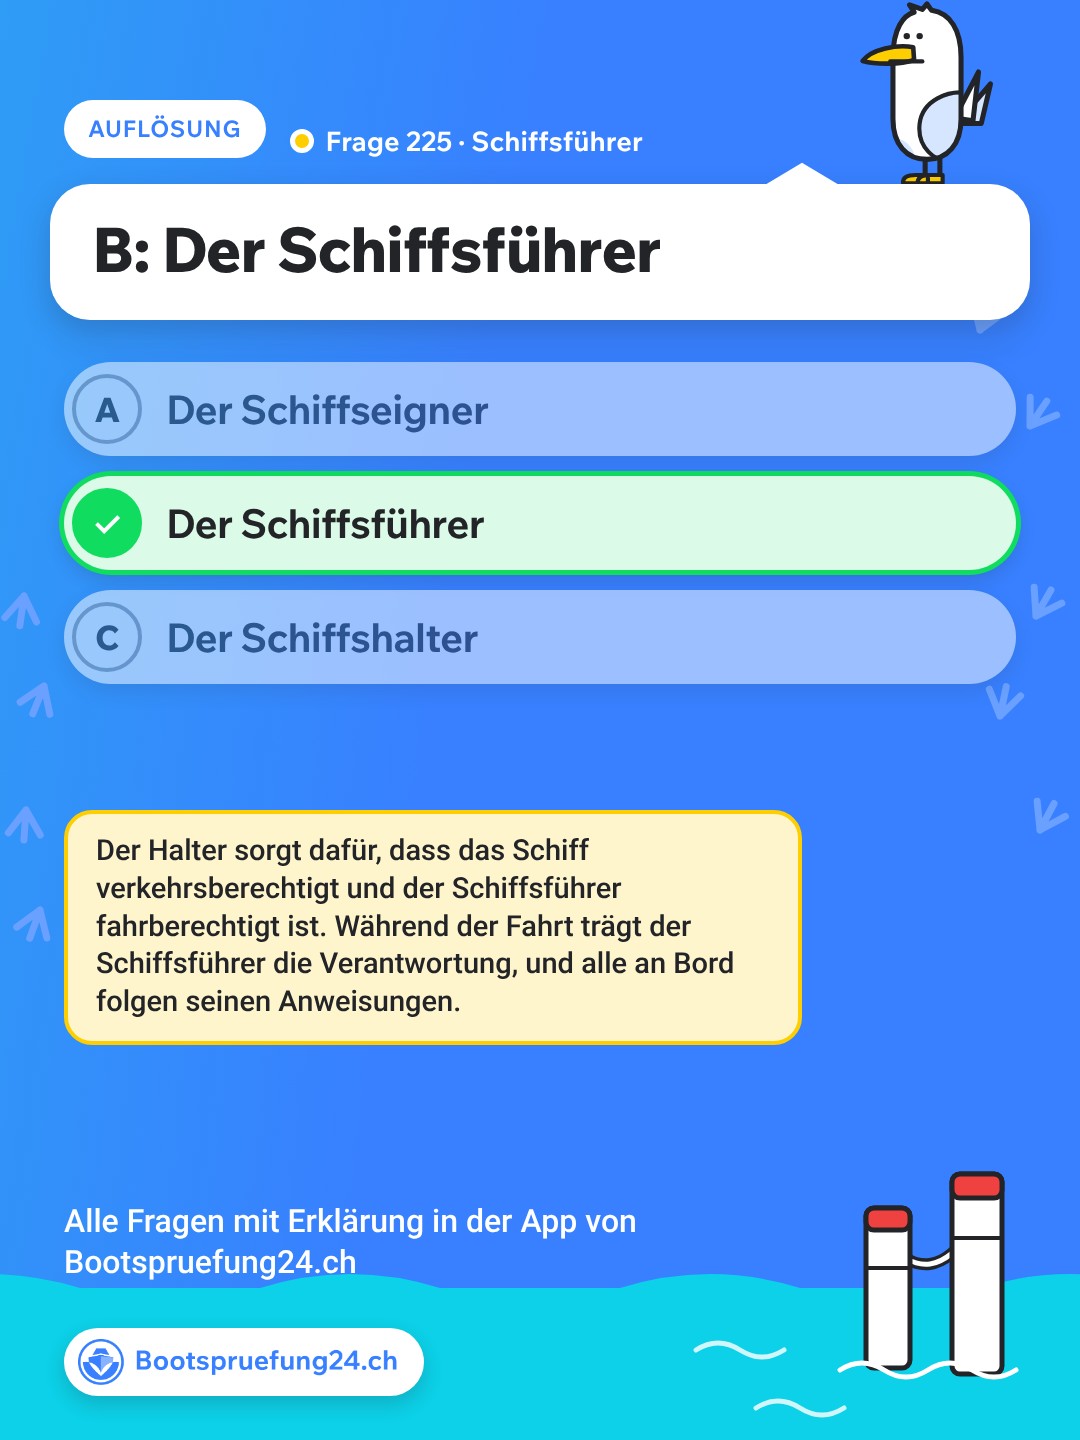 AUFLÖSUNG
Frage 225 · Schiffsführer
B: Der Schiffsführer
A
Der Schiffseigner
Der Schiffsführer
C
Der Schiffshalter
Der Halter sorgt dafür, dass das Schiff
verkehrsberechtigt und der Schiffsführer
fahrberechtigt ist. Während der Fahrt trägt der
Schiffsführer die Verantwortung, und alle an Bord
folgen seinen Anweisungen.
Alle Fragen mit Erklärung in der App von
Bootspruefung24.ch
Bootspruefung24.ch